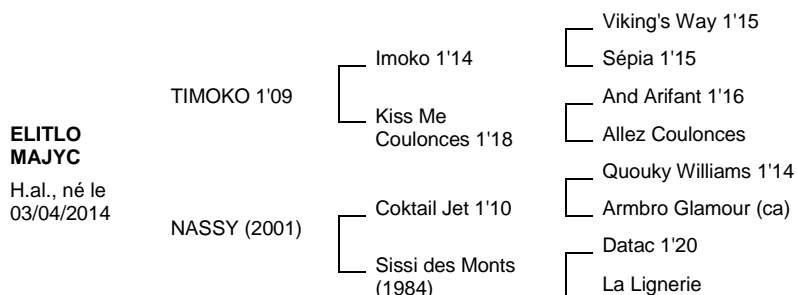 ELITLO
MAJYC
H.al., né le
03/04/2014
TIMOKO 1'09
NASSY (2001)
Imoko 1'14
Kiss Me
Coulonces 1'18
Coktail Jet 1'10
Sissi des Monts
(1984)
Viking's Way 1'15
Sépia 1'15
And Arifant 1'16
Allez Coulonces
Quouky Williams 1'14
Armbro Glamour (ca)
Datac 1'20
La Lignerie